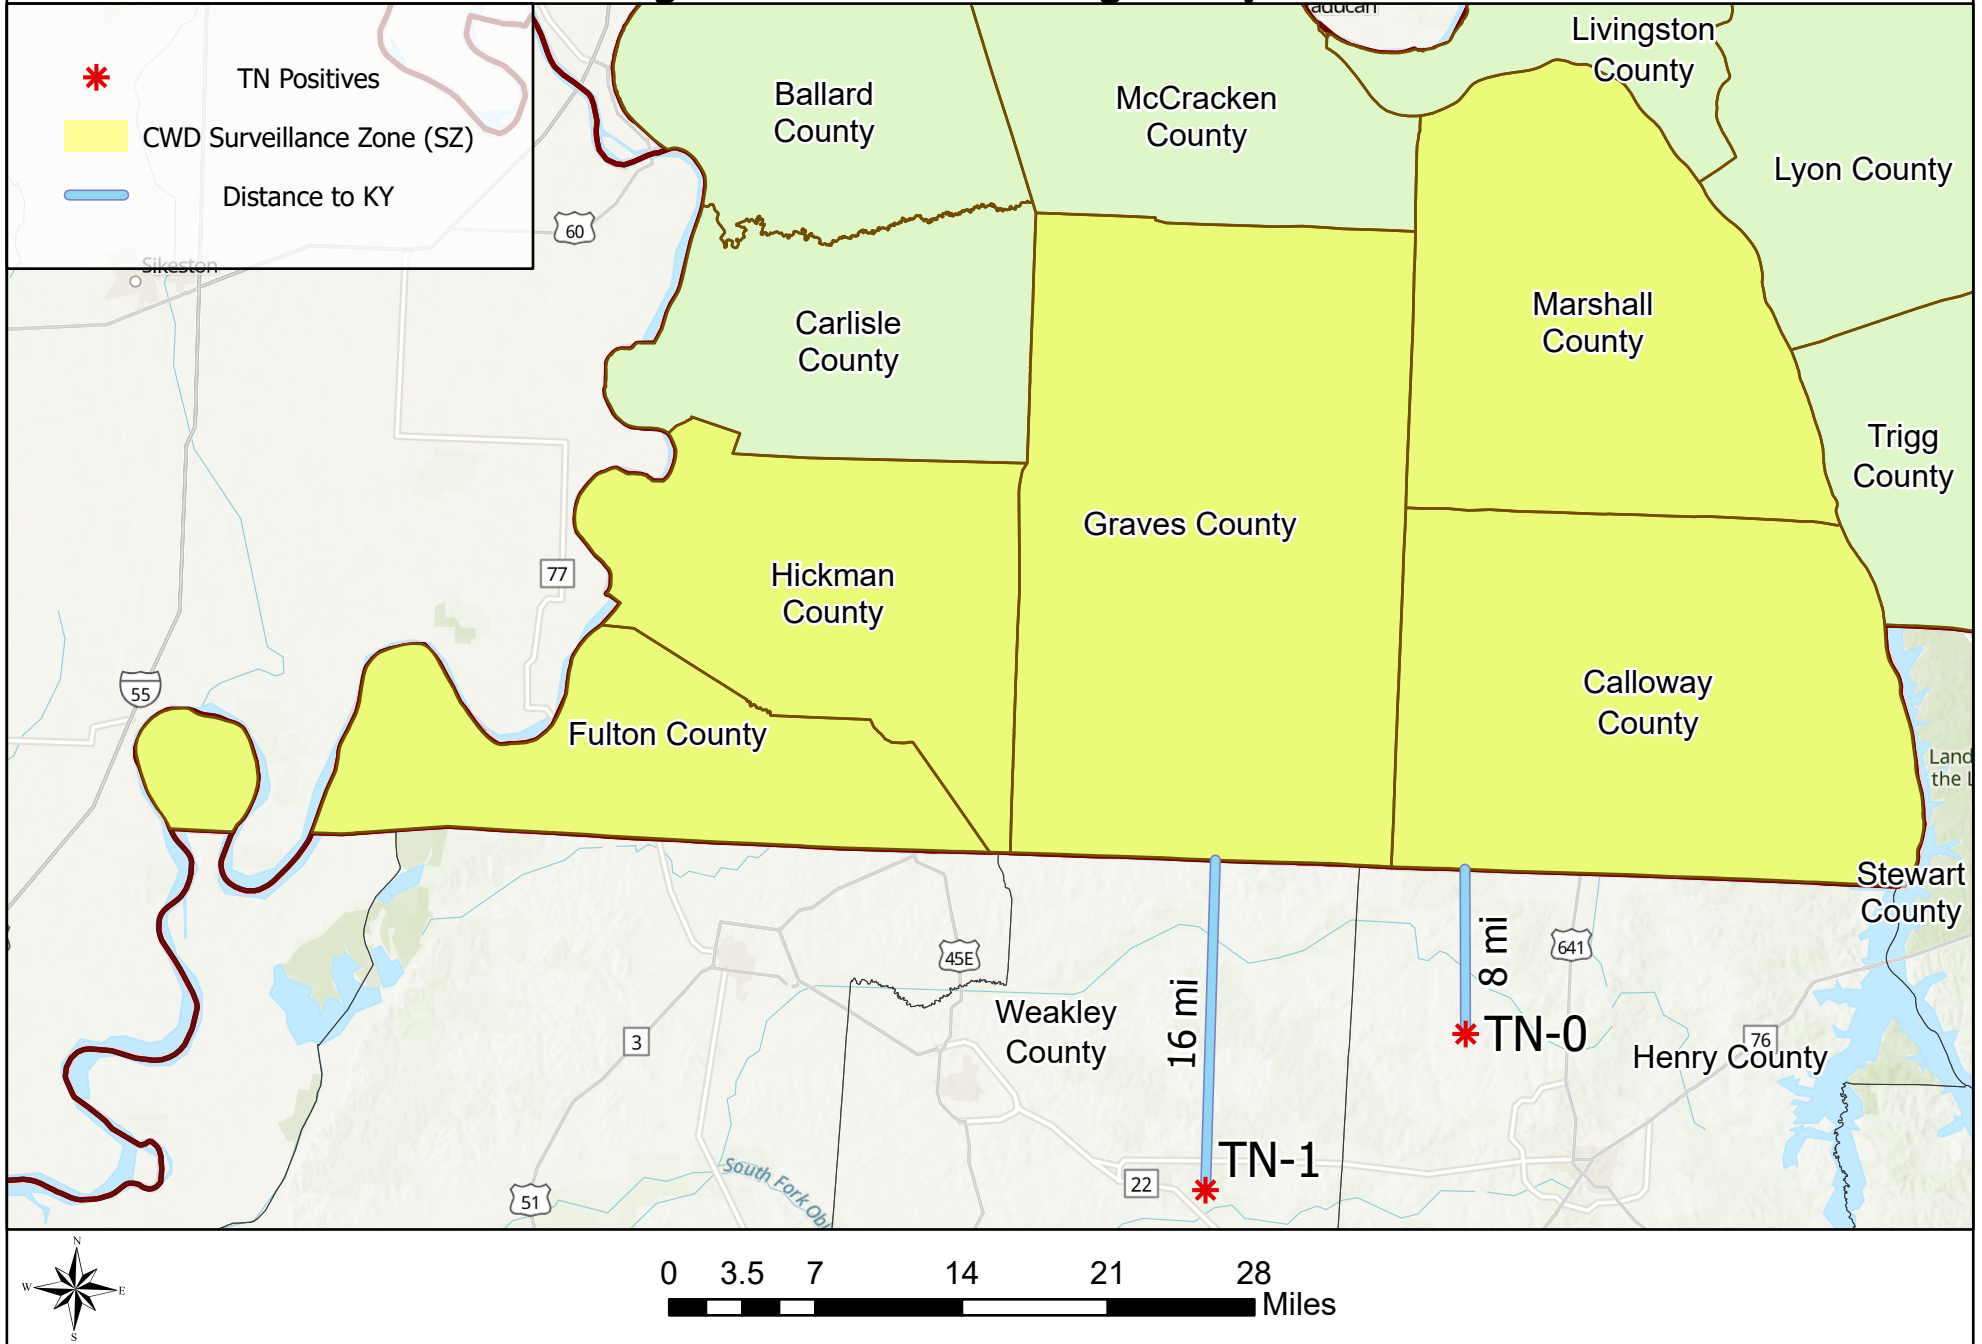 TN Positives
CWD Surveillance Zone (SZ)
Distance to KY
Livingston
County
Ballard
County
McCracken
County
Lyon County
60
Sikeston
Carlisle
County
Marshall
County
Trigg
County
Graves County
77
Hickman
County
55
Calloway
County
Fulton County
Land
the L
Stewart
County
45E
641
8 mi
16 mi
Weakley
County
3
TN-0
76
Henry County
TN-1
22
51
South Fork Obi
N
W
E
S
0 3.5 7 14 21 28
Miles